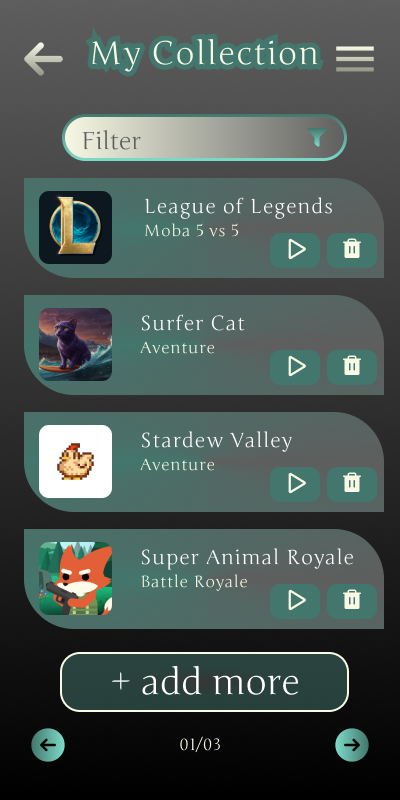 My Collection
Filter
League of Legends
Moba 5 vs 5
Surfer Cat
Aventure
Stardew Valley
Aventure
Super Animal Royale
Battle Royale
+ add more
01/03